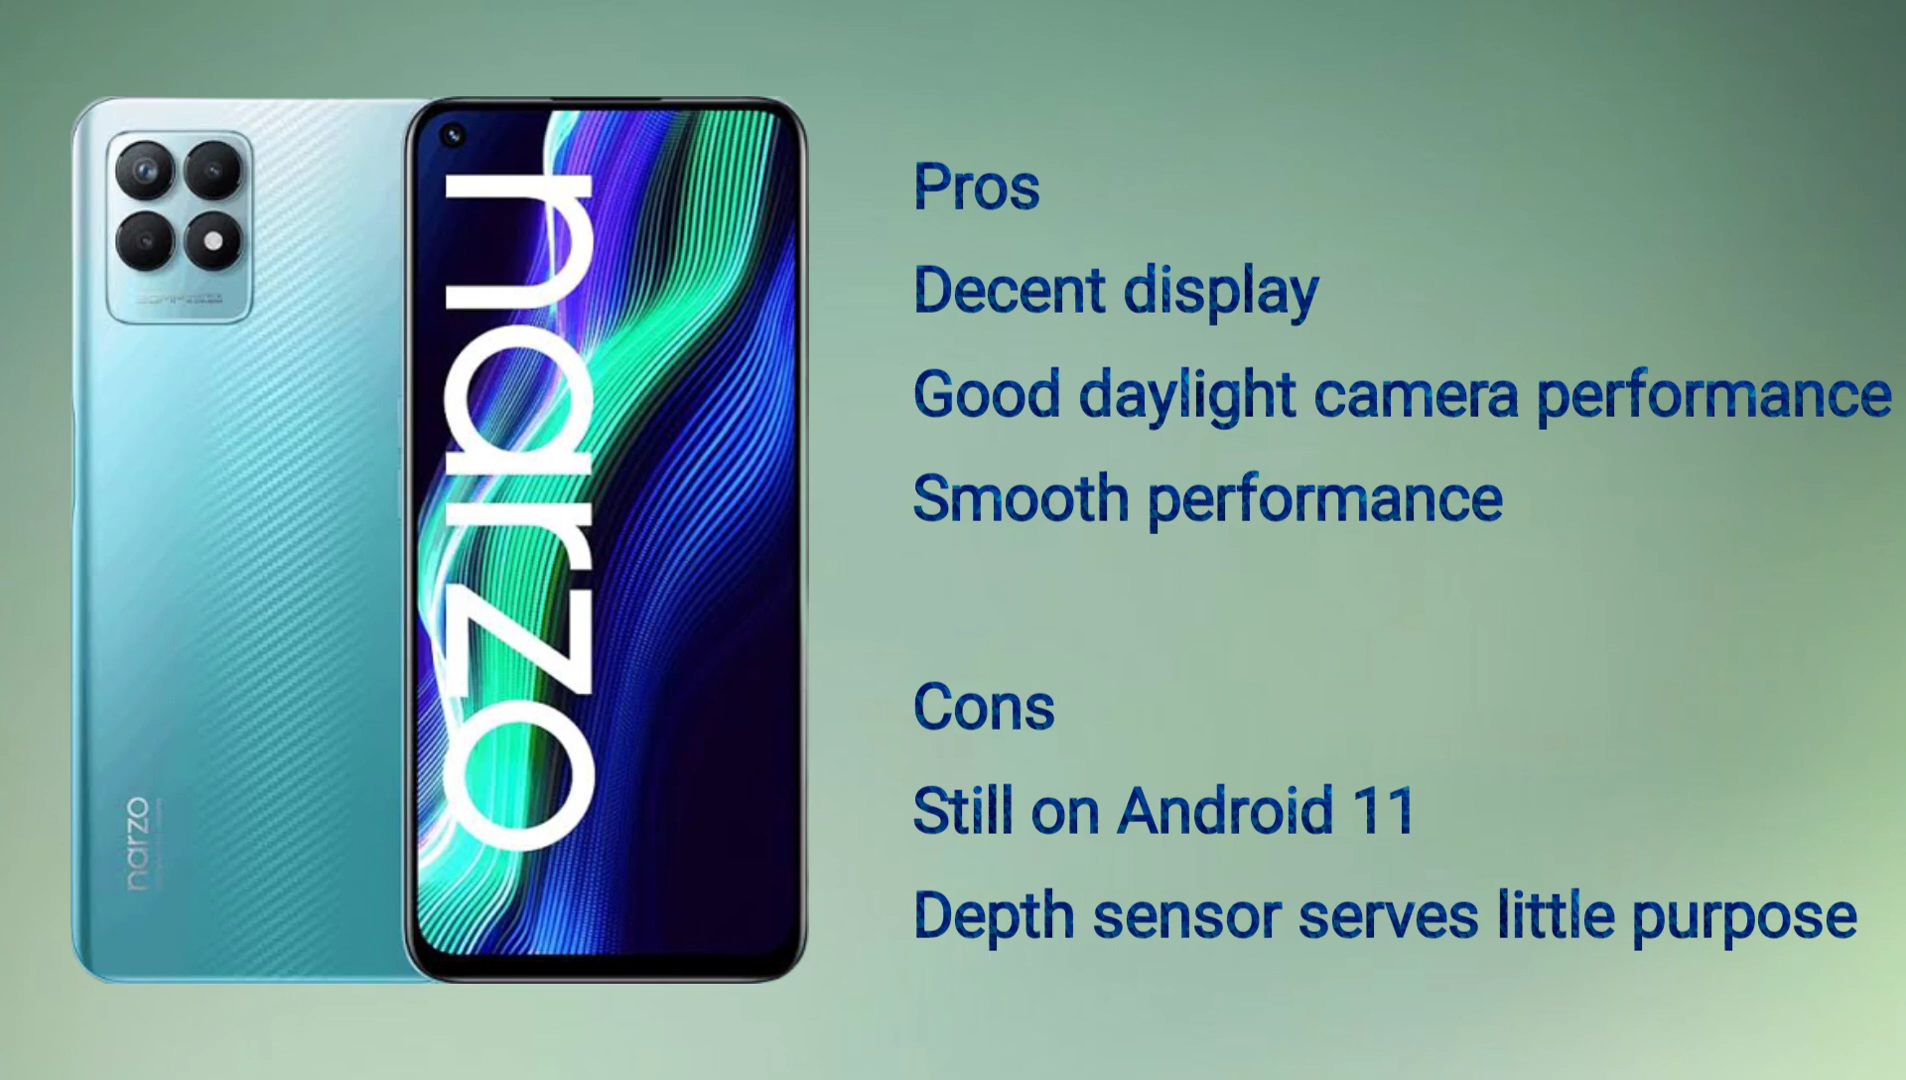 narzo
narzo
Pros
Decent display
Good daylight camera performance
Smooth performance
Cons
Still on Android 11
Depth sensor serves little purpose